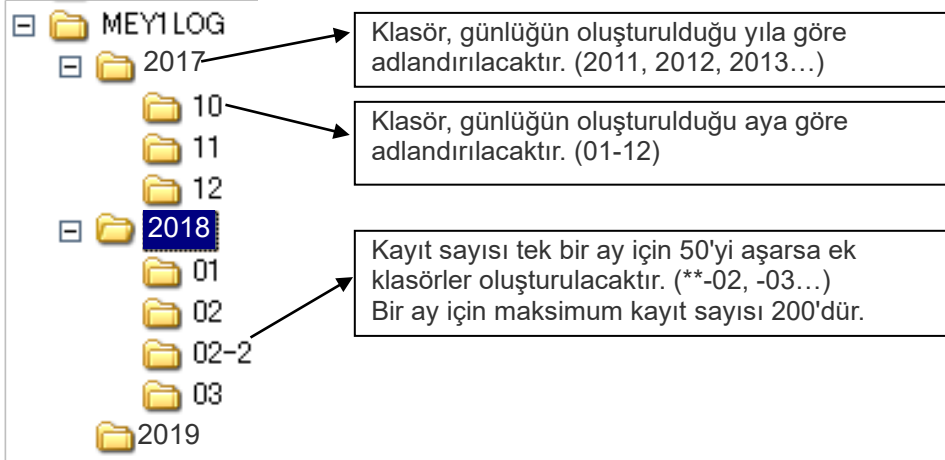 MEY1LOG
2017
10
11
12
2018
01
02
02-2
03
2019
Klasör, günlüğün oluşturulduğu yıla göre
adlandırılacaktır. (2011, 2012, 2013…)
Klasör, günlüğün oluşturulduğu aya göre
adlandırılacaktır. (01-12)
Kayıt sayısı tek bir ay için 50'yi aşarsa ek
klasörler oluşturulacaktır. (**-02, -03…)
Bir ay için maksimum kayıt sayısı 200'dür.